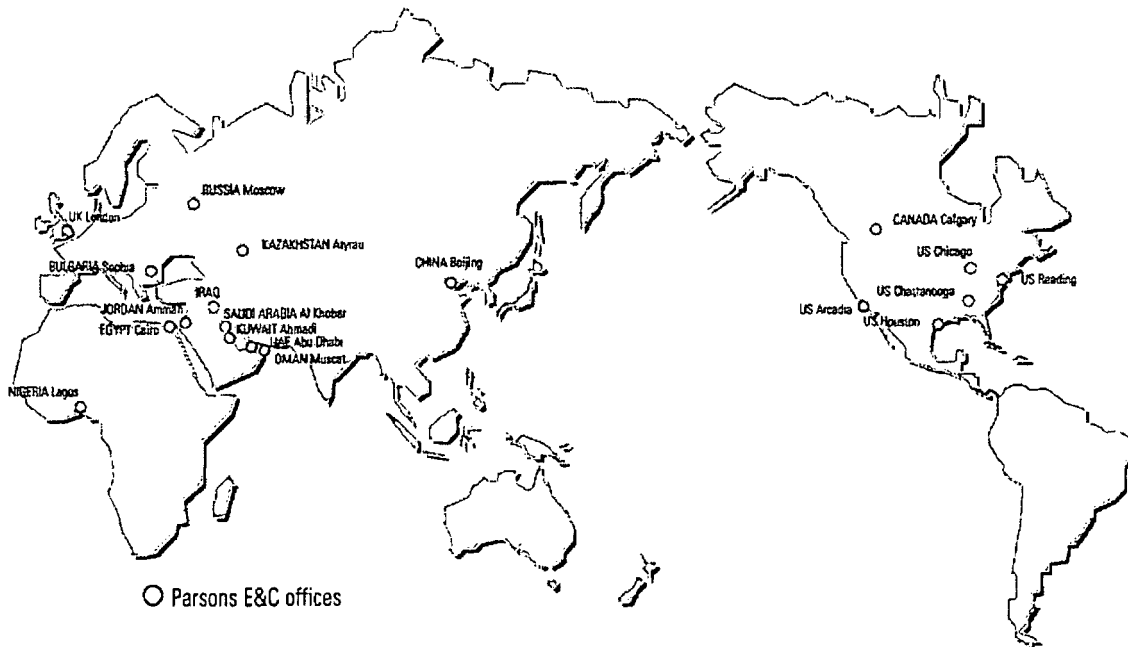 RUSSIA Moscow
UK London
CANADA Calgary
KAZAKHSTAN Atyrau
US Chicago
CHINA Beijing
BULGARIA Sophia
US Reading
IRAQ
US Chattanooga
JORDAN Amman
SAUDI ARABIA Al Khobar
US Arcadia
EGYPT Cairo
KUWAIT Ahmadi
US Houston
UAE Abu Dhabi
OMAN Muscat
NIGERIA Lagos
Parsons E&C offices